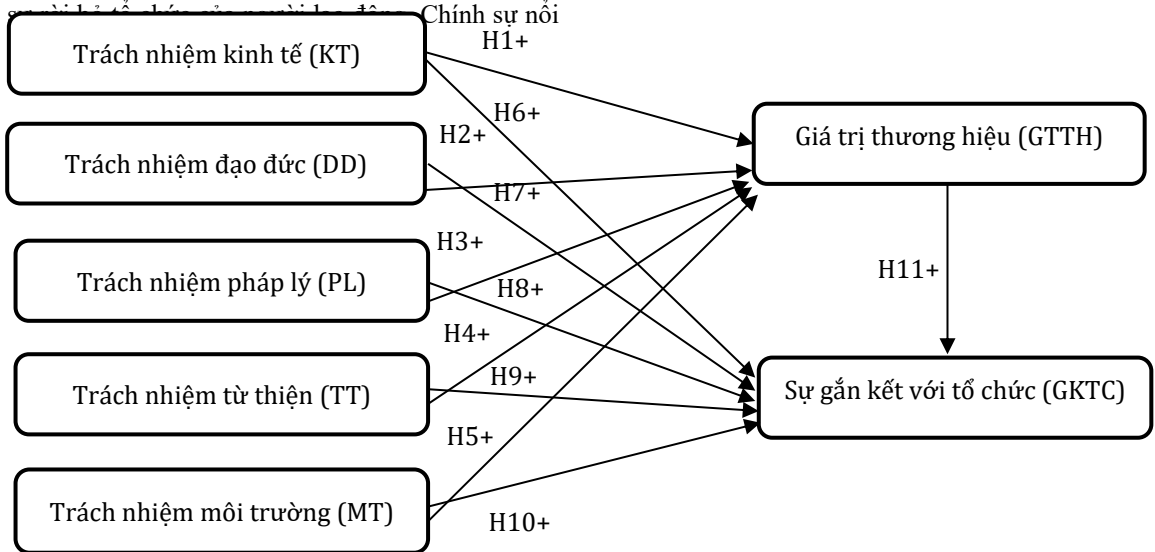 Chính sự nổi
H1+
Trách nhiệm kinh tế (KT)
H6+
H2+
Giá trị thương hiệu (GTTH)
Trách nhiệm đạo đức (DD)
H7+
H3+
Trách nhiệm pháp lý (PL)
H11+
H8+
H4+
H9+
Trách nhiệm từ thiện (TT)
Sự gắn kết với tổ chức (GKTC)
H5+
Trách nhiệm môi trường (MT)
H10+